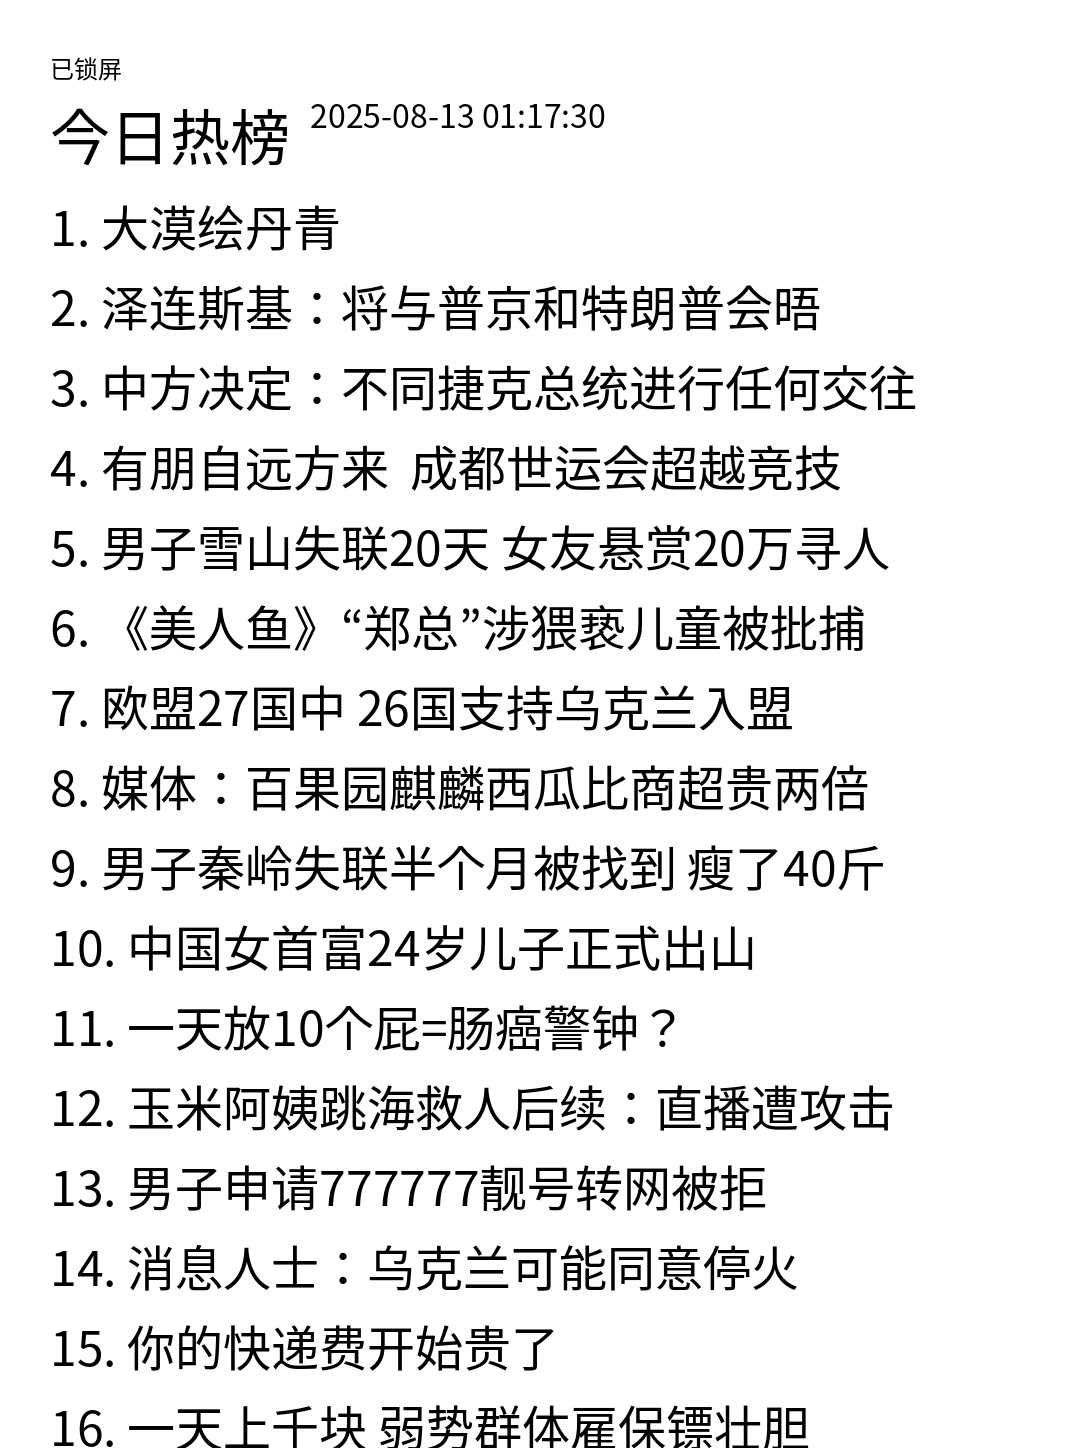 已锁屏
今日热榜 2025-08-13 01:17:30
1. 大漠绘丹青
2. 泽连斯基：将与普京和特朗普会晤
3. 中方决定：不同捷克总统进行任何交往
4. 有朋自远方来  成都世运会超越竞技
5. 男子雪山失联20天 女友悬赏20万寻人
6. 《美人鱼》“郑总”涉猥亵儿童被批捕
7. 欧盟27国中 26国支持乌克兰入盟
8. 媒体：百果园麒麟西瓜比商超贵两倍
9. 男子秦岭失联半个月被找到 瘦了40斤
10. 中国女首富24岁儿子正式出山
11. 一天放10个屁=肠癌警钟？
12. 玉米阿姨跳海救人后续：直播遭攻击
13. 男子申请777777靓号转网被拒
14. 消息人士：乌克兰可能同意停火
15. 你的快递费开始贵了
16. 一天上千块 弱势群体雇保镖壮胆